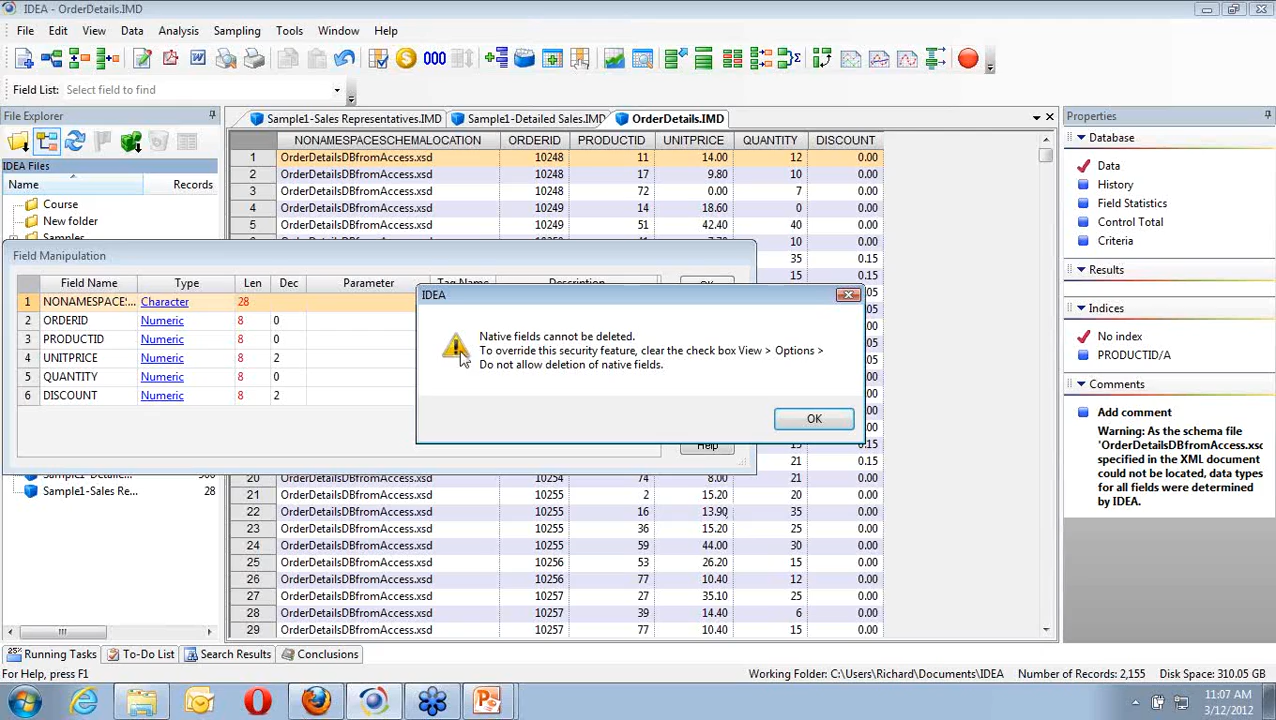 IDEA - OrderDetails.IMD
File Edit View Data Analysis Sampling Tools Window Help
Field List: Select field to find
File Explorer
IDEA Files
Name Records
Course
New folder
Samples
Sample1-Sales Re... 28
Running Tasks To-Do List Search Results Conclusions
For Help, press F1
Sample1-Sales Representatives.IMD Sample1-Detailed Sales.IMD OrderDetails.IMD
NONAMESPACESCHEMALOCATION ORDERID PRODUCTID UNITPRICE QUANTITY DISCOUNT
1 OrderDetailsDBfromAccess.xsd 10248 11 14.00 12 0.00
2 OrderDetailsDBfromAccess.xsd 10248 17 9.80 10 0.00
3 OrderDetailsDBfromAccess.xsd 10248 72 0.00 7 0.00
4 OrderDetailsDBfromAccess.xsd 10249 14 18.60 0 0.00
5 OrderDetailsDBfromAccess.xsd 10249 51 42.40 40 0.00
10 0.00
35 0.15
15 0.15
21 0.15
20 OrderDetailsDBfromAccess.xsd 10254 74 8.00 21 0.00
21 OrderDetailsDBfromAccess.xsd 10255 2 15.20 20 0.00
22 OrderDetailsDBfromAccess.xsd 10255 16 13.90 35 0.00
23 OrderDetailsDBfromAccess.xsd 10255 36 15.20 25 0.00
24 OrderDetailsDBfromAccess.xsd 10255 59 44.00 30 0.00
25 OrderDetailsDBfromAccess.xsd 10256 53 26.20 15 0.00
26 OrderDetailsDBfromAccess.xsd 10256 77 10.40 12 0.00
27 OrderDetailsDBfromAccess.xsd 10257 27 35.10 25 0.00
28 OrderDetailsDBfromAccess.xsd 10257 39 14.40 6 0.00
29 OrderDetailsDBfromAccess.xsd 10257 77 10.40 15 0.00
Field Manipulation
Field Name Type Len Dec Parameter Tag Name Description
1 NONAMESPACE:... Character 28
2 ORDERID Numeric 8 0
3 PRODUCTID Numeric 8 0
4 UNITPRICE Numeric 8 2
5 QUANTITY Numeric 8 0
6 DISCOUNT Numeric 8 2
Help
IDEA
Native fields cannot be deleted.
To override this security feature, clear the check box View > Options >
Do not allow deletion of native fields.
OK
Properties
Database
Data
History
Field Statistics
Control Total
Criteria
Results
Indices
No index
PRODUCTID/A
Comments
Add comment
Warning: As the schema file
'OrderDetailsDBfromAccess.xsd
specified in the XML document
could not be located, data types
for all fields were determined
by IDEA.
Working Folder: C:\Users\Richard\Documents\IDEA Number of Records: 2,155 Disk Space: 310.05 GB
11:07 AM
3/12/2012